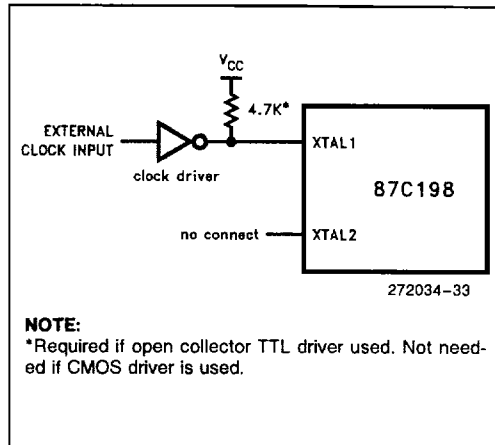 VCC
4.7K*
EXTERNAL
CLOCK INPUT
clock driver
XTAL1
87C198
no connect
XTAL2
272034-33
NOTE:
*Required if open collector TTL driver used. Not need-
ed if CMOS driver is used.